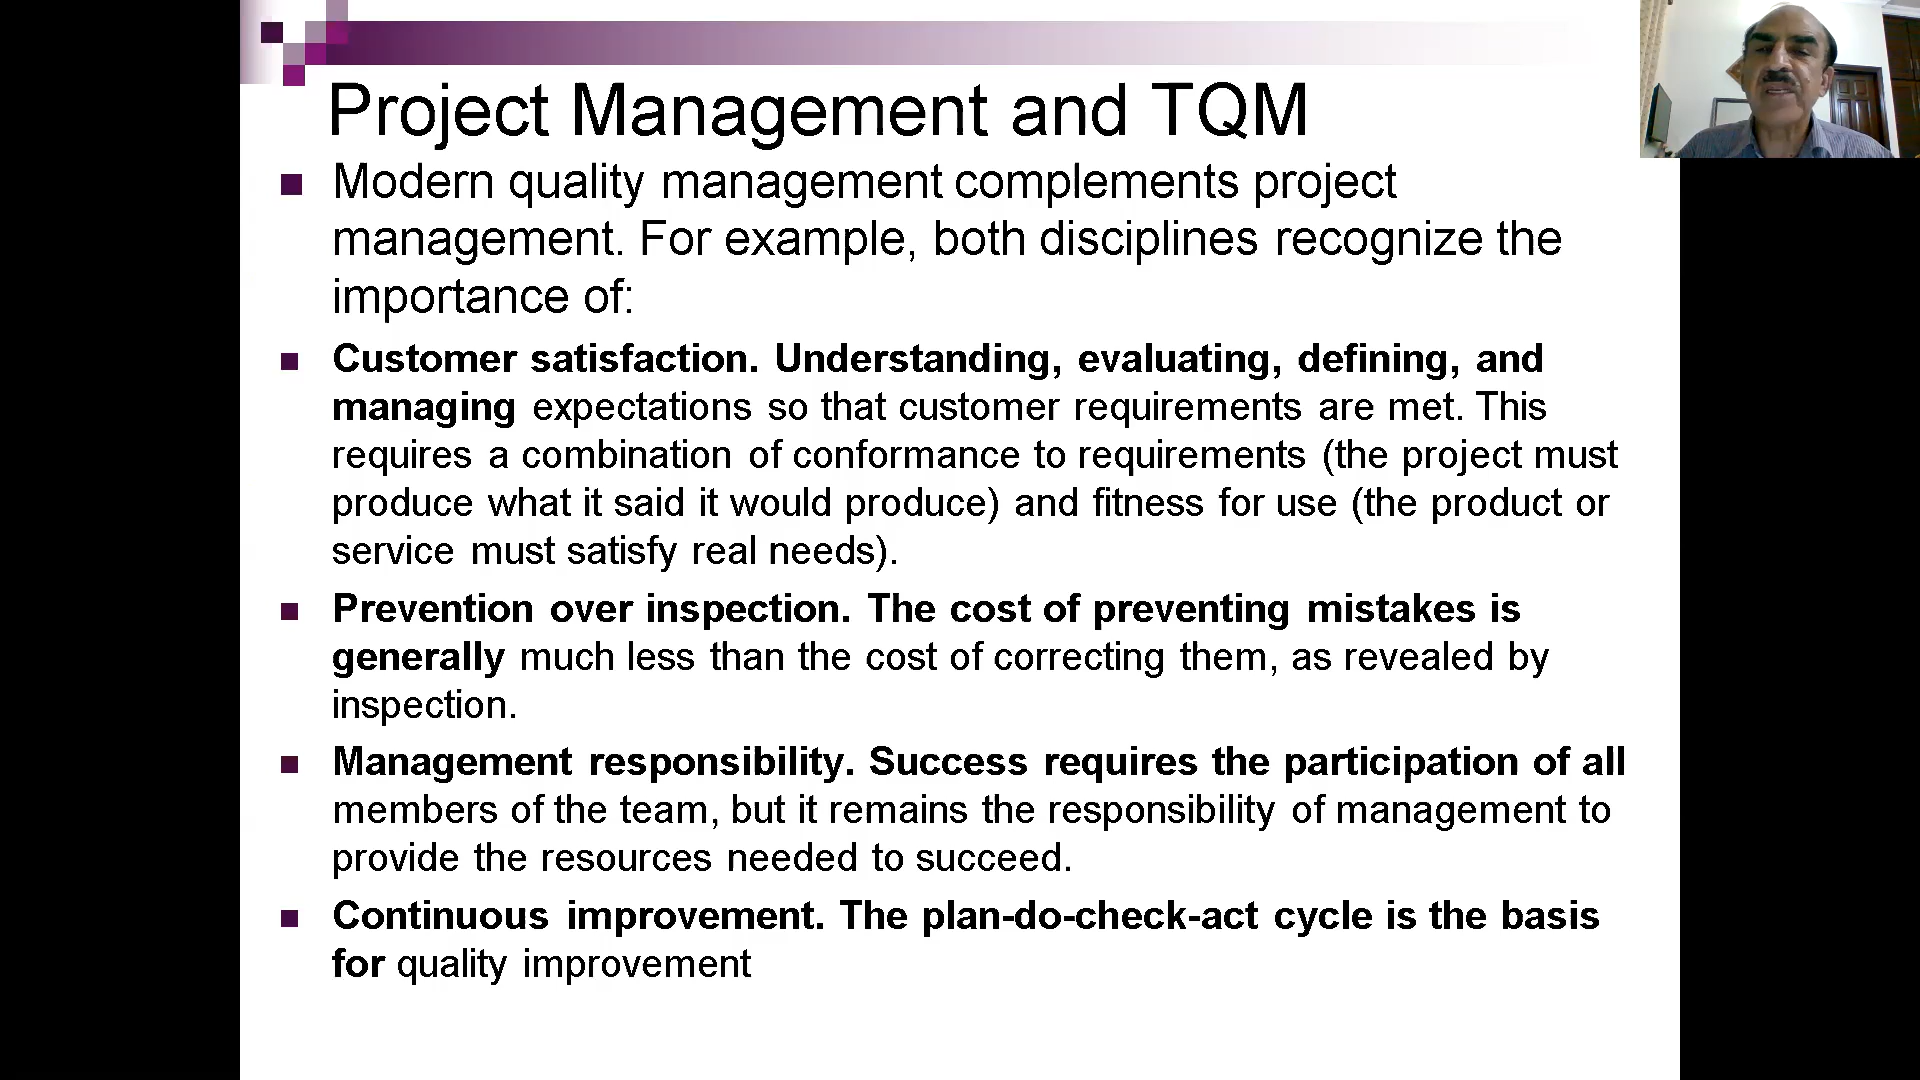 Project Management and TQM
Modern quality management complements project
management. For example, both disciplines recognize the
importance of:
Customer satisfaction. Understanding, evaluating, defining, and
managing expectations so that customer requirements are met. This
requires a combination of conformance to requirements (the project must
produce what it said it would produce) and fitness for use (the product or
service must satisfy real needs).
Prevention over inspection. The cost of preventing mistakes is
generally much less than the cost of correcting them, as revealed by
inspection.
Management responsibility. Success requires the participation of all
members of the team, but it remains the responsibility of management to
provide the resources needed to succeed.
Continuous improvement. The plan-do-check-act cycle is the basis
for quality improvement